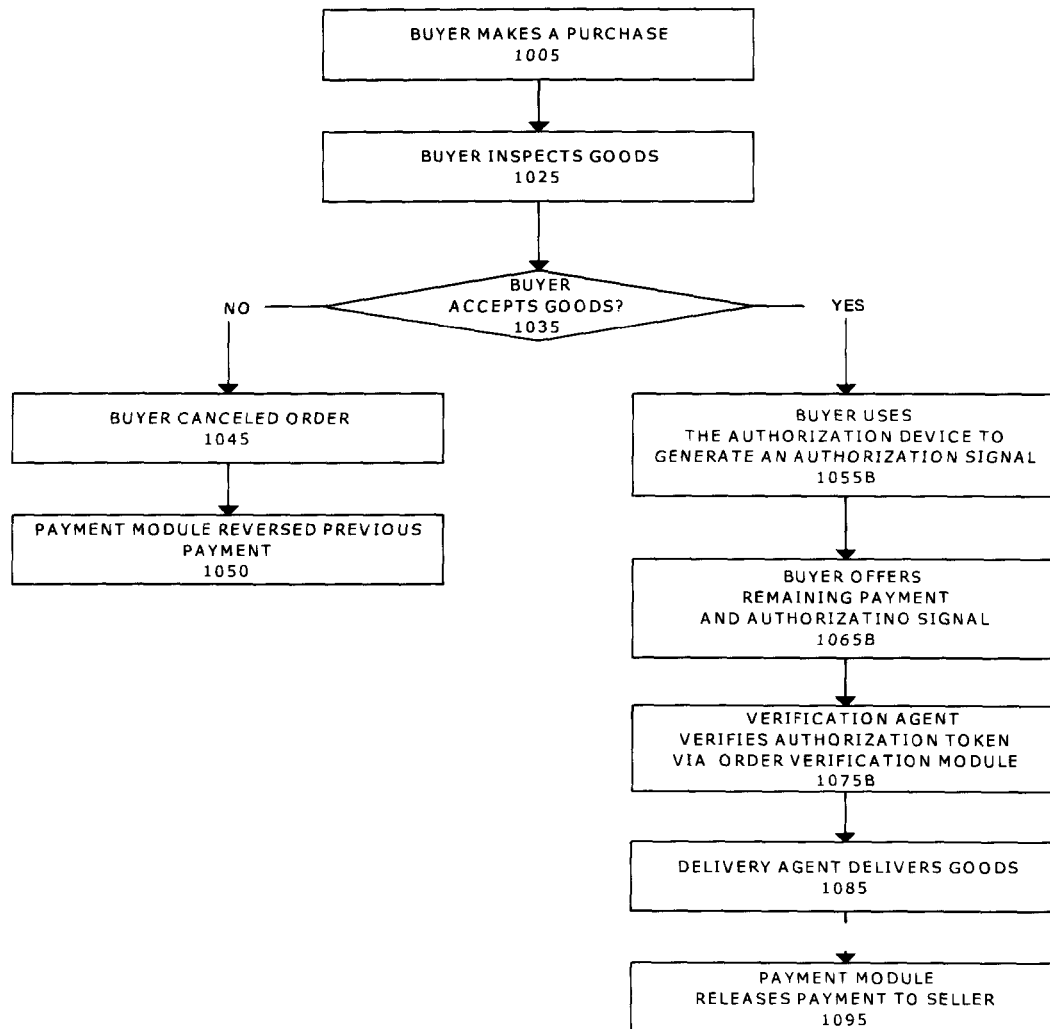 BUYER MAKES A PURCHASE
1005
BUYER INSPECTS GOODS
1025
BUYER
ACCEPTS GOODS?
1035
NO
YES
BUYER CANCELED ORDER
1045
PAYMENT MODULE REVERSED PREVIOUS
PAYMENT
1050
BUYER USES
THE AUTHORIZATION DEVICE TO
GENERATE AN AUTHORIZATION SIGNAL
1055B
BUYER OFFERS
REMAINING PAYMENT
AND AUTHORIZATINO SIGNAL
1065B
VERIFICATION AGENT
VERIFIES AUTHORIZATION TOKEN
VIA ORDER VERIFICATION MODULE
1075B
DELIVERY AGENT DELIVERS GOODS
1085
PAYMENT MODULE
RELEASES PAYMENT TO SELLER
1095